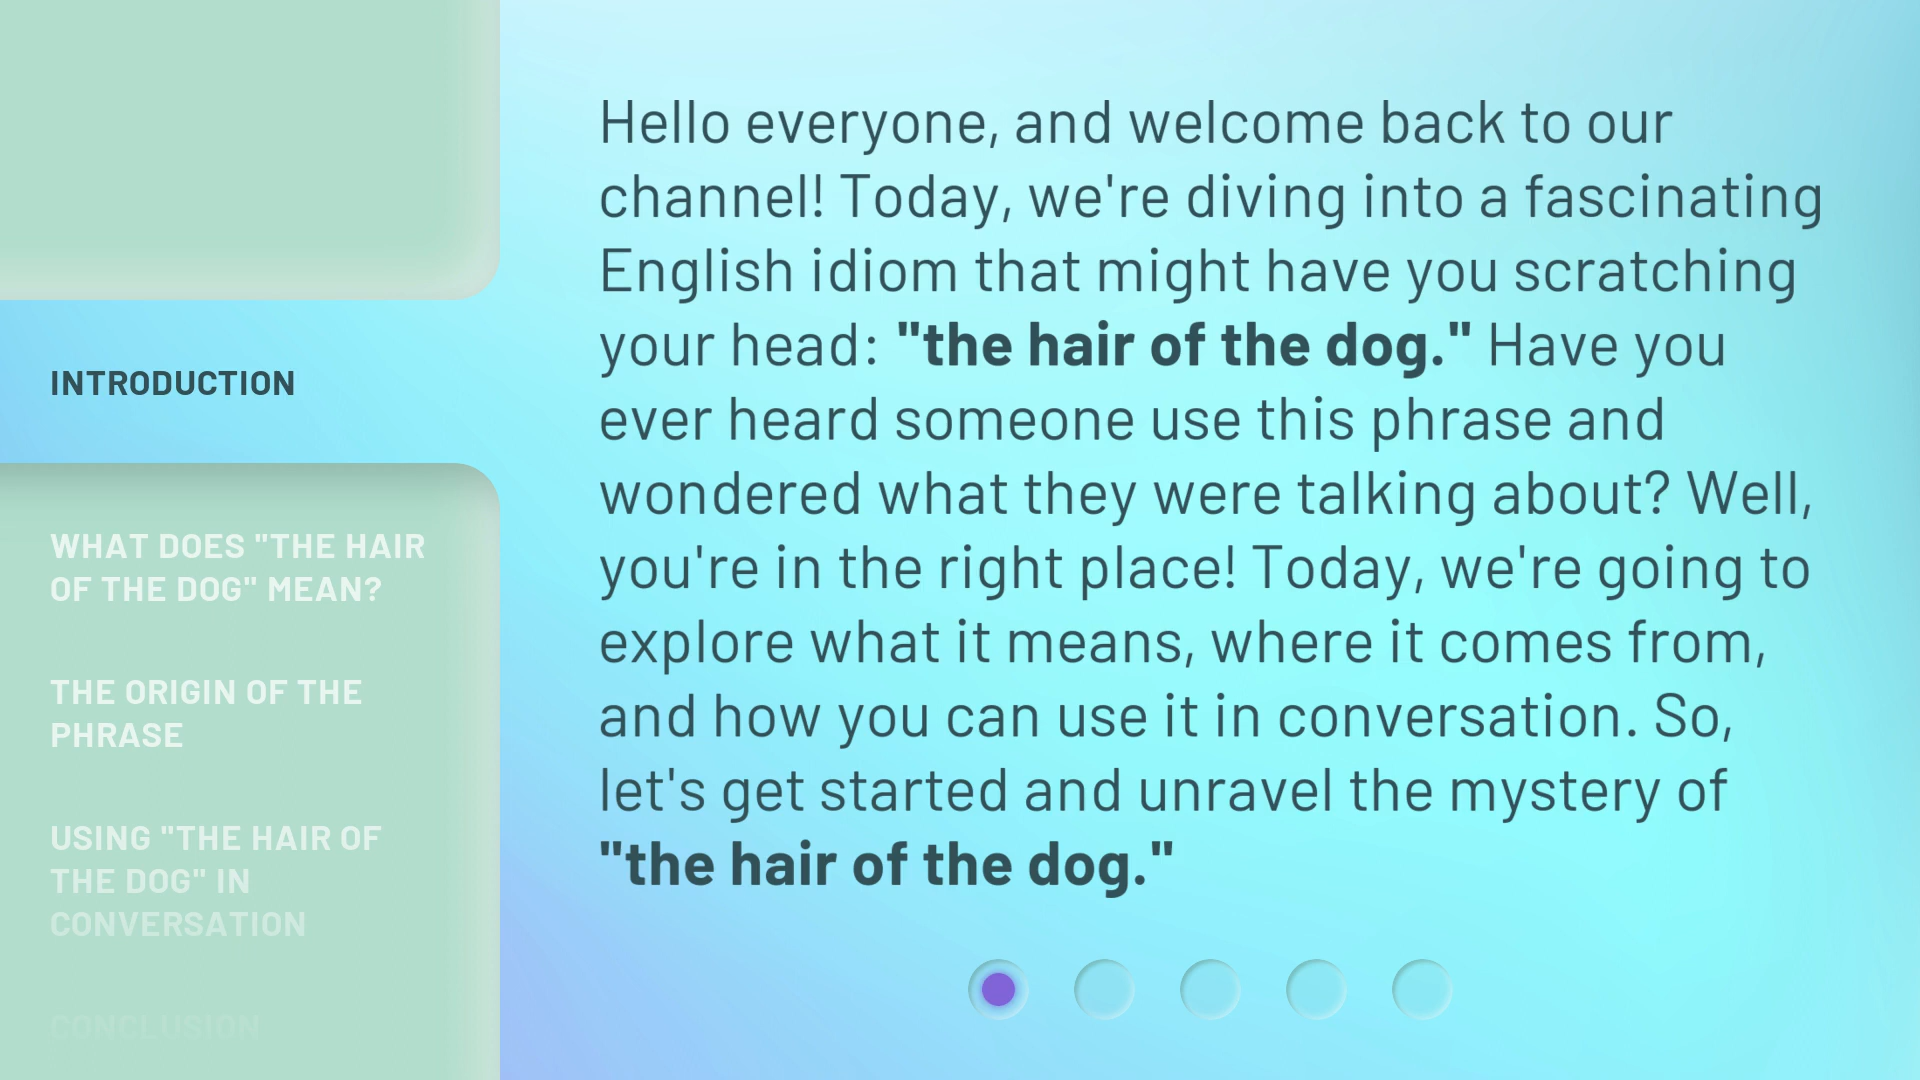 INTRODUCTION
WHAT DOES "THE HAIR
OF THE DOG" MEAN?
THE ORIGIN OF THE
PHRASE
USING "THE HAIR OF
THE DOG" IN
CONVERSATION
CONCLUSION
Hello everyone, and welcome back to our
channel! Today, we're diving into a fascinating
English idiom that might have you scratching
your head: "the hair of the dog." Have you
ever heard someone use this phrase and
wondered what they were talking about? Well,
you're in the right place! Today, we're going to
explore what it means, where it comes from,
and how you can use it in conversation. So,
let's get started and unravel the mystery of
"the hair of the dog."